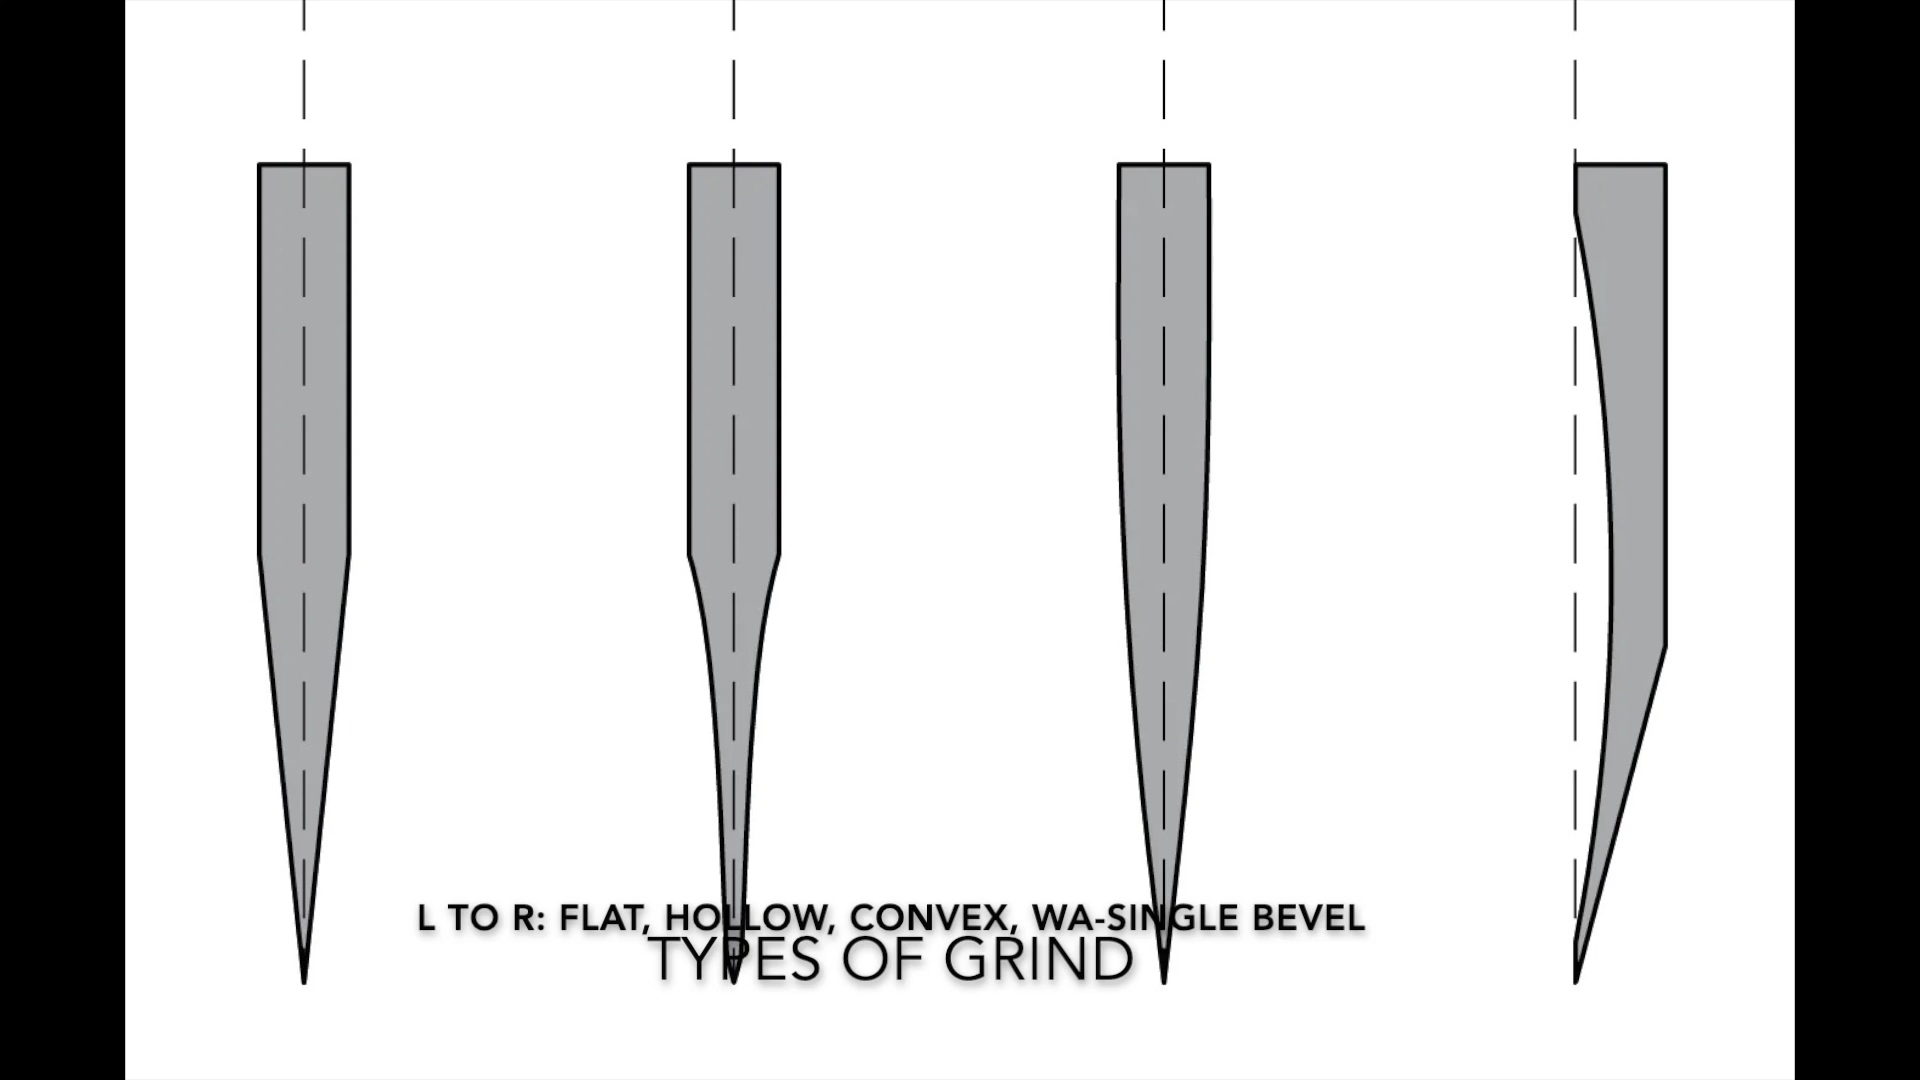 L TO R: FLAT, HOLLOW, CONVEX, WA-SINGLE BEVEL
TYPES OF GRIND